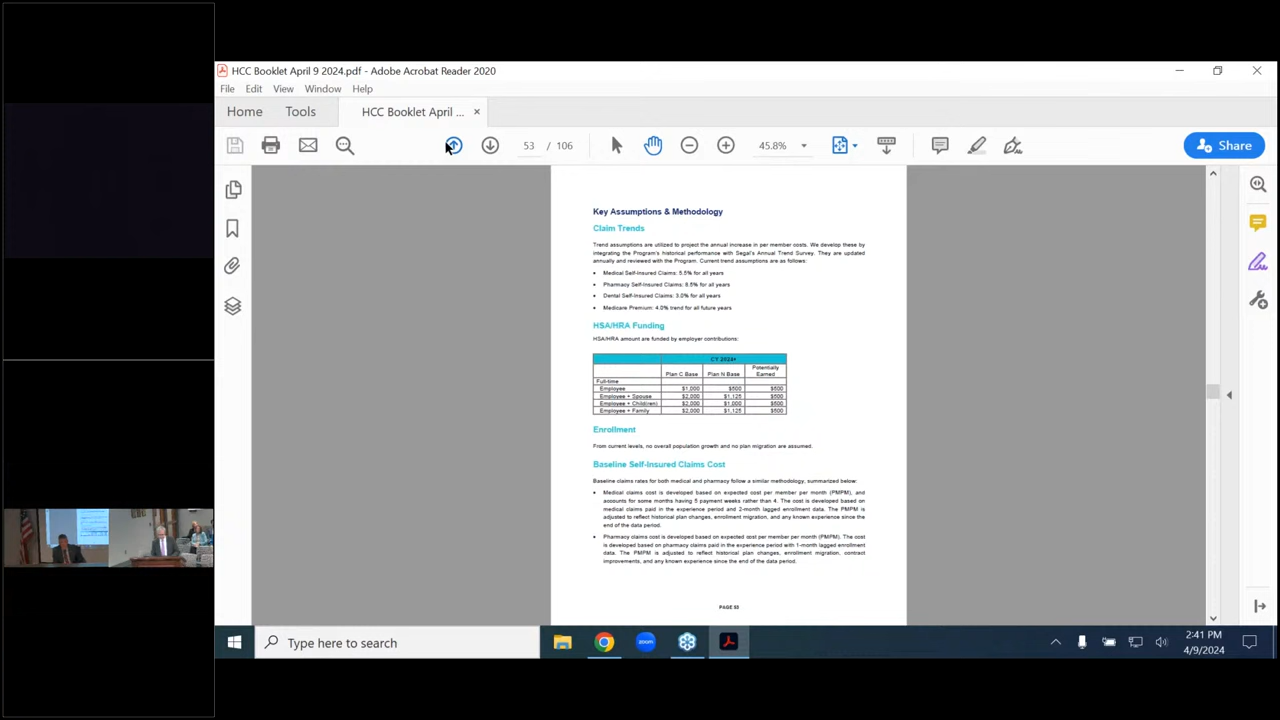 HCC Booklet April 9 2024.pdf - Adobe Acrobat Reader 2020
File Edit View Window Help
Home Tools HCC Booklet April ... ×
53 / 106 45.8% Share
Key Assumptions & Methodology
Claim Trends
Trend assumptions are utilized to project the annual increase in per member costs. We develop these by
integrating the Program's historical performance with Segal's Annual Trend Survey. They are updated
annually and reviewed with the Program. Current trend assumptions are as follows:
• Medical Self-Insured Claims: 5.5% for all years
• Pharmacy Self-Insured Claims: 8.5% for all years
• Dental Self-Insured Claims: 3.0% for all years
• Medicare Premium: 4.0% trend for all future years
HSA/HRA Funding
HSA/HRA amount are funded by employer contributions:
CY 2024+
Plan C Base Plan N Base Potentially Earned
Full-time
Employee $1,000 $500 $500
Employee + Spouse $2,000 $1,125 $500
Employee + Child(ren) $2,000 $1,000 $500
Employee + Family $2,000 $1,125 $500
Enrollment
From current levels, no overall population growth and no plan migration are assumed.
Baseline Self-Insured Claims Cost
Baseline claims rates for both medical and pharmacy follow a similar methodology, summarized below:
• Medical claims cost is developed based on expected cost per member per month (PMPM), and
accounts for some months having 5 payment weeks rather than 4. The cost is developed based on
medical claims paid in the experience period and 2-month lagged enrollment data. The PMPM is
adjusted to reflect historical plan changes, enrollment migration, and any known experience since the
end of the data period.
• Pharmacy claims cost is developed based on expected cost per member per month (PMPM). The cost
is developed based on pharmacy claims paid in the experience period with 1-month lagged enrollment
data. The PMPM is adjusted to reflect historical plan changes, enrollment migration, contract
improvements, and any known experience since the end of the data period.
PAGE 53
Type here to search
zoom
2:41 PM
4/9/2024